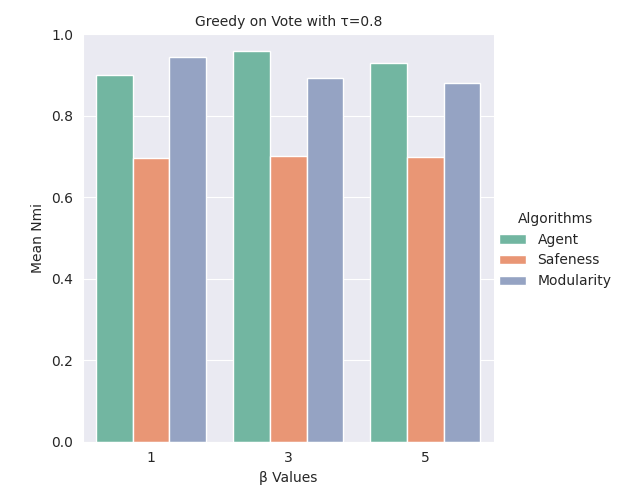 Greedy on Vote with τ=0.8
1.0
0.8
0.6
0.4
0.2
0.0
Mean Nmi
1 3 5
β Values
Algorithms
Agent
Safeness
Modularity